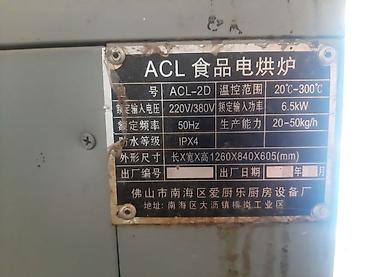 ACL 食品电烘炉
号 ACL-2D 温控范围 20℃-300℃
额定输入电压 220V/380V 额定输入功率 6.5kW
额定频率 50Hz 生产能力 20-50kg/h
防水等级 IPX4
外形尺寸 长X宽X高1260X840X605(mm)
出厂编号 出厂日期
佛山市南海区爱厨乐厨房设备厂
地址: 南海区大沥镇横岗工业区